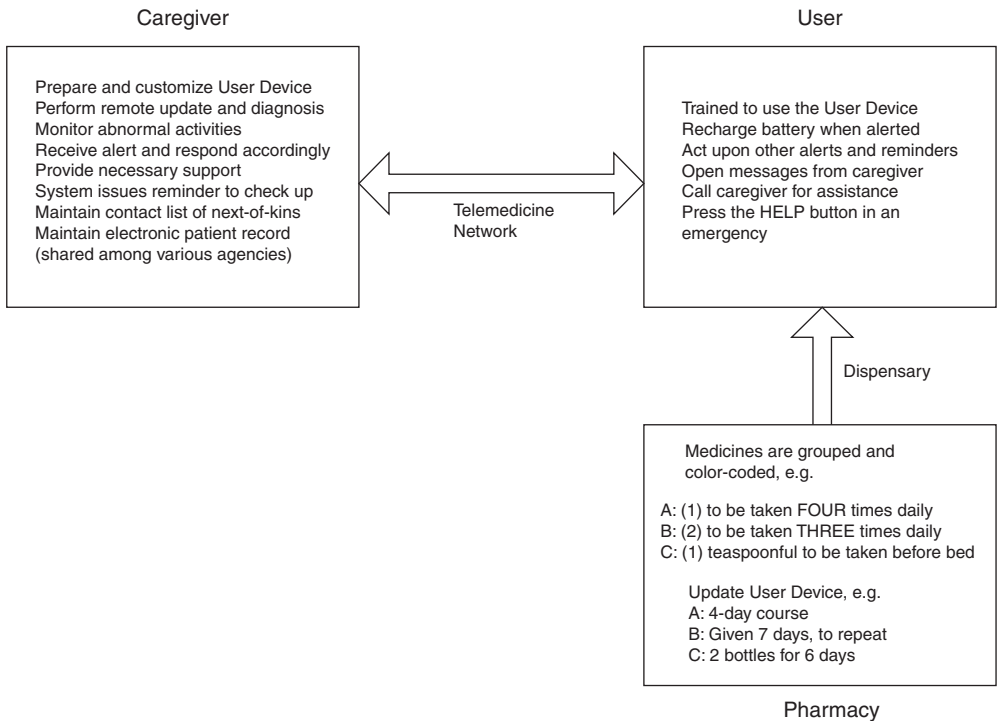 Caregiver
Prepare and customize User Device
Perform remote update and diagnosis
Monitor abnormal activities
Receive alert and respond accordingly
Provide necessary support
System issues reminder to check up
Maintain contact list of next-of-kins
Maintain electronic patient record
(shared among various agencies)
Telemedicine
Network
User
Trained to use the User Device
Recharge battery when alerted
Act upon other alerts and reminders
Open messages from caregiver
Call caregiver for assistance
Press the HELP button in an
emergency
Dispensary
Medicines are grouped and
color-coded, e.g.
A: (1) to be taken FOUR times daily
B: (2) to be taken THREE times daily
C: (1) teaspoonful to be taken before bed
Update User Device, e.g.
A: 4-day course
B: Given 7 days, to repeat
C: 2 bottles for 6 days
Pharmacy